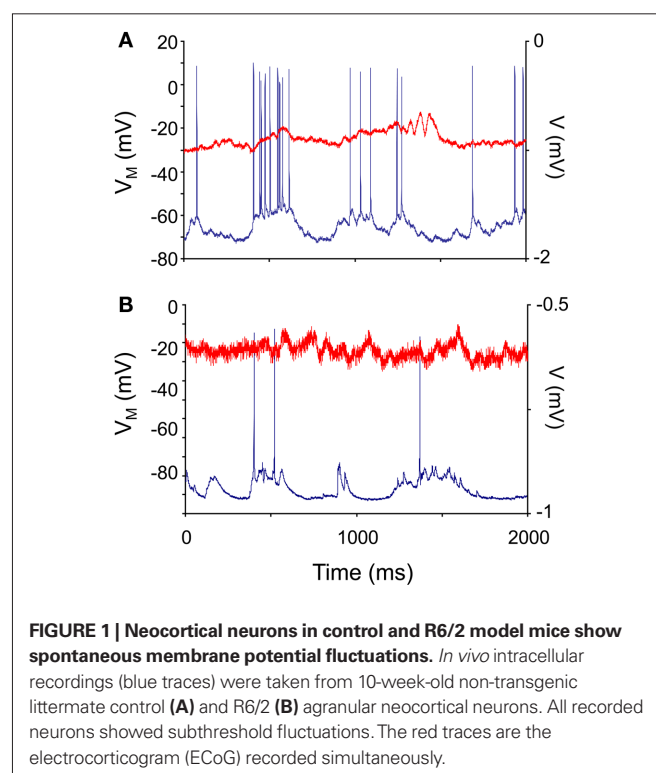 A
20
0
-20
-40
-60
-80
V_M (mV)
0
-2
V (mV)
B
0
-20
-40
-60
-80
V_M (mV)
-0.5
-1
V (mV)
0 1000 2000
Time (ms)
FIGURE 1 | Neocortical neurons in control and R6/2 model mice show
spontaneous membrane potential fluctuations. In vivo intracellular
recordings (blue traces) were taken from 10-week-old non-transgenic
littermate control (A) and R6/2 (B) agranular neocortical neurons. All recorded
neurons showed subthreshold fluctuations. The red traces are the
electrocorticogram (ECoG) recorded simultaneously.